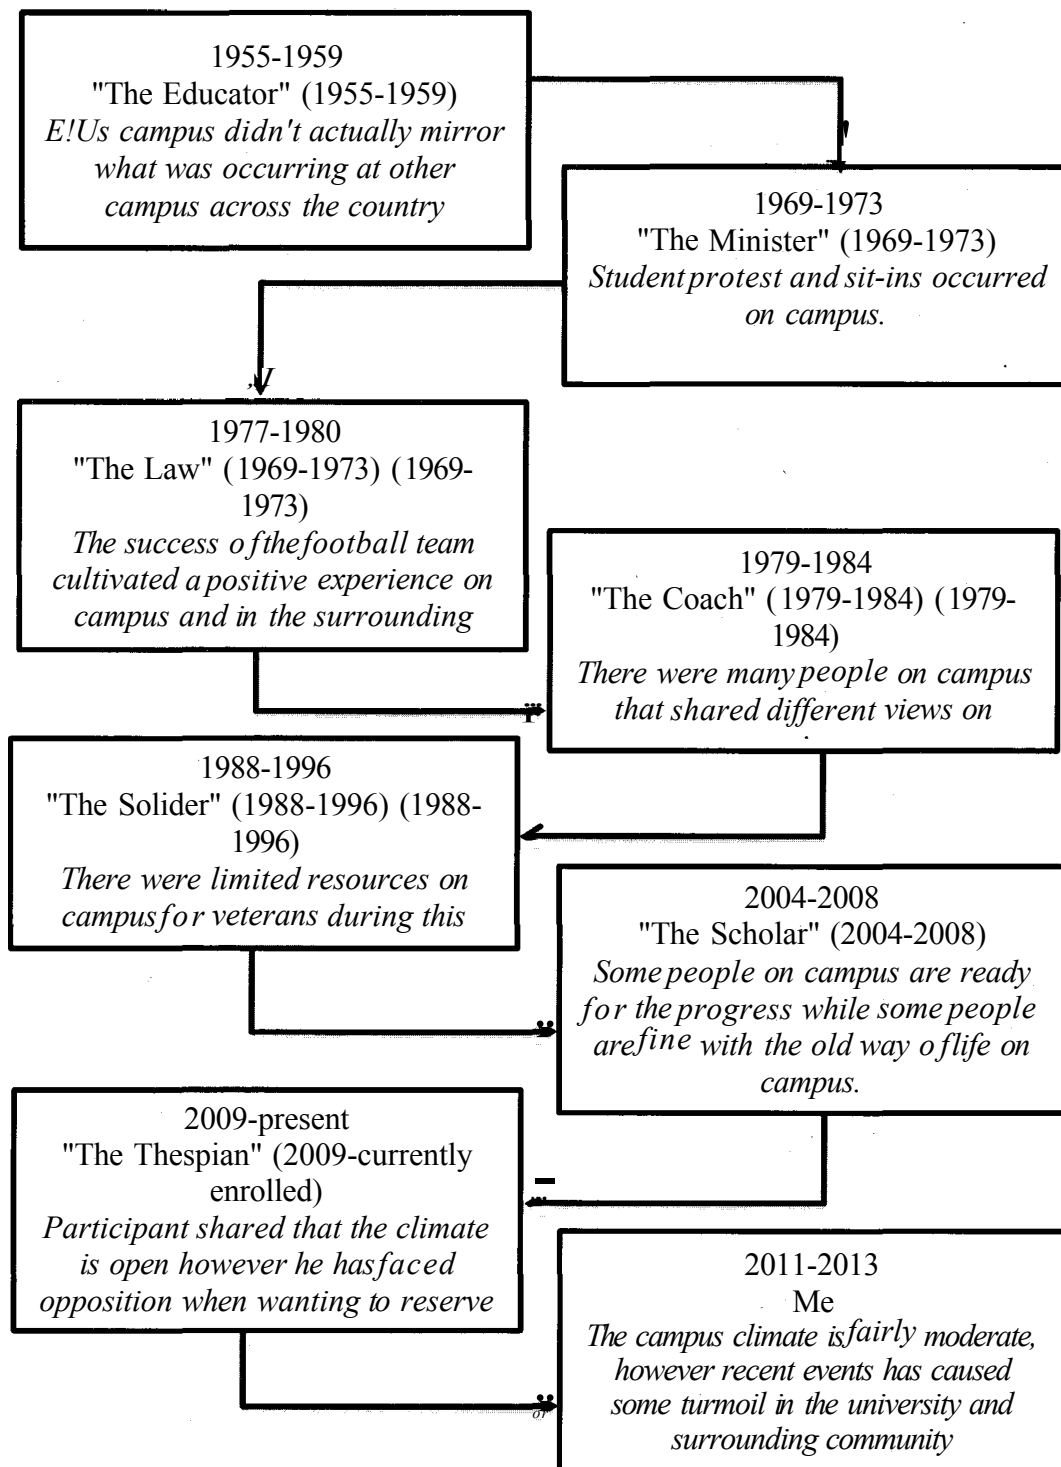 1955-1959
"The Educator" (1955-1959)
E!Us campus didn't actually mirror
what was occurring at other
campus across the country
1969-1973
"The Minister" (1969-1973)
Student protest and sit-ins occurred
on campus.
1977-1980
"The Law" (1969-1973) (1969-
1973)
The success of the football team
cultivated a positive experience on
campus and in the surrounding
1979-1984
"The Coach" (1979-1984) (1979-
1984)
There were many people on campus
that shared different views on
1988-1996
"The Solider" (1988-1996) (1988-
1996)
There were limited resources on
campus for veterans during this
2004-2008
"The Scholar" (2004-2008)
Some people on campus are ready
for the progress while some people
are fine with the old way of life on
campus.
2009-present
"The Thespian" (2009-currently
enrolled)
Participant shared that the climate
is open however he has faced
opposition when wanting to reserve
2011-2013
Me
The campus climate is fairly moderate,
however recent events has caused
some turmoil in the university and
surrounding community